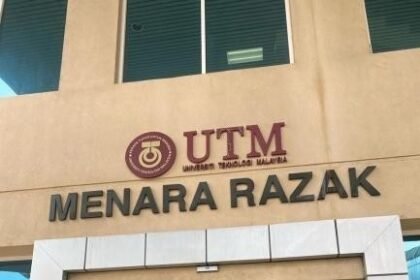 UTM
UNIVERSITI TEKNOLOGI MALAYSIA
MENARA RAZAK